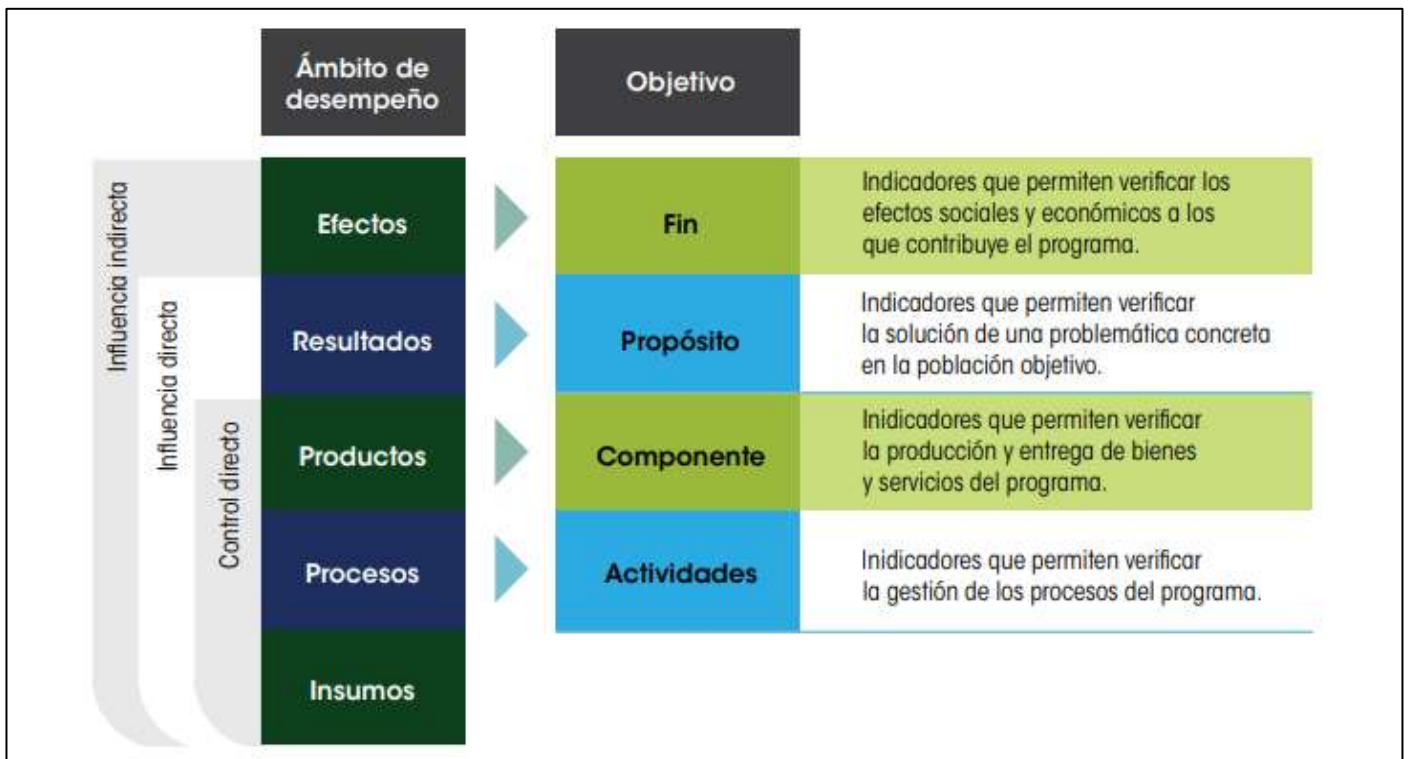 Ámbito de
desempeño
Objetivo
Influencia indirecta
Influencia directa
Control directo
Efectos
Fin
Indicadores que permiten verificar los
efectos sociales y económicos a los
que contribuye el programa.
Resultados
Propósito
Indicadores que permiten verificar
la solución de una problemática concreta
en la población objetivo.
Productos
Componente
Inidicadores que permiten verificar
la producción y entrega de bienes
y servicios del programa.
Procesos
Actividades
Inidicadores que permiten verificar
la gestión de los procesos del programa.
Insumos